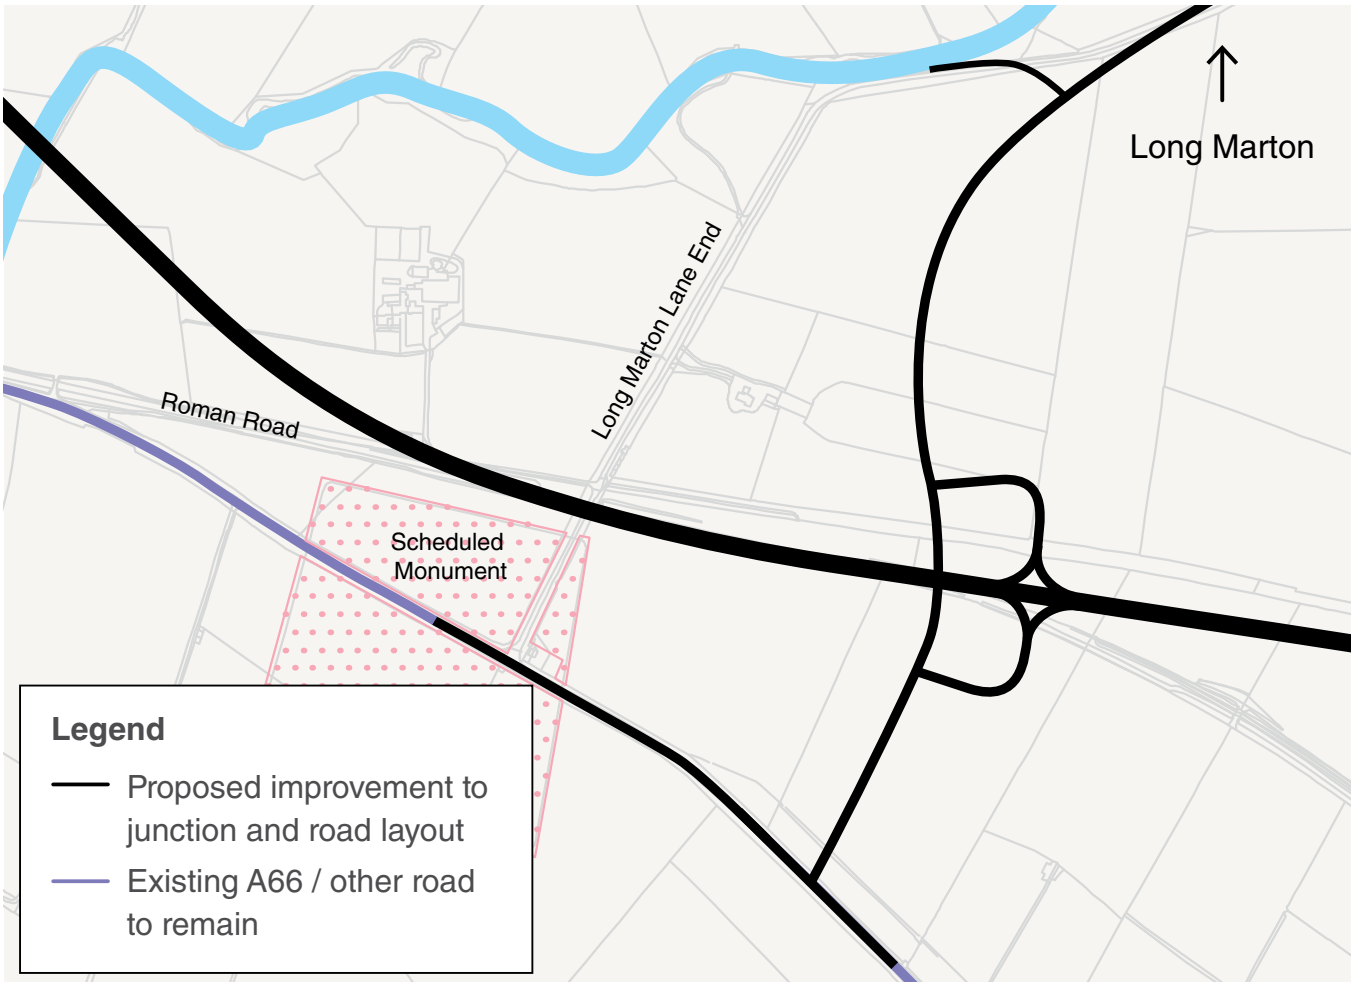 Long Marton
Long Marton Lane End
Roman Road
Scheduled
Monument
Legend
Proposed improvement to
junction and road layout
Existing A66 / other road
to remain